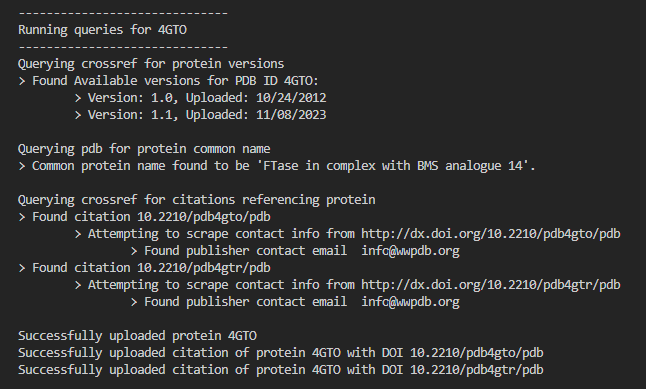 ------------------------------
Running queries for 4GTO
------------------------------
Querying crossref for protein versions
> Found Available versions for PDB ID 4GTO:
> Version: 1.0, Uploaded: 10/24/2012
> Version: 1.1, Uploaded: 11/08/2023
Querying pdb for protein common name
> Common protein name found to be 'FTase in complex with BMS analogue 14'.
Querying crossref for citations referencing protein
> Found citation 10.2210/pdb4gto/pdb
> Attempting to scrape contact info from http://dx.doi.org/10.2210/pdb4gto/pdb
> Found publisher contact email  info@wwpdb.org
> Found citation 10.2210/pdb4gtr/pdb
> Attempting to scrape contact info from http://dx.doi.org/10.2210/pdb4gtr/pdb
> Found publisher contact email  info@wwpdb.org
Successfully uploaded protein 4GTO
Successfully uploaded citation of protein 4GTO with DOI 10.2210/pdb4gto/pdb
Successfully uploaded citation of protein 4GTO with DOI 10.2210/pdb4gtr/pdb